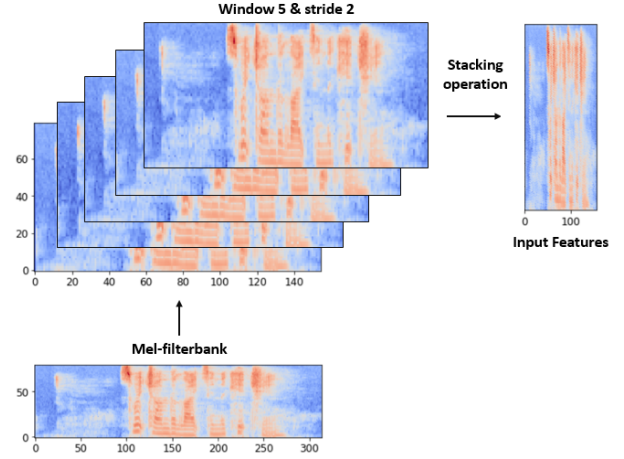 Window 5 & stride 2
Stacking
operation
60
40
20
0
0 20 40 60 80 100 120 140
0 100
Input Features
Mel-filterbank
50
0
0 50 100 150 200 250 300